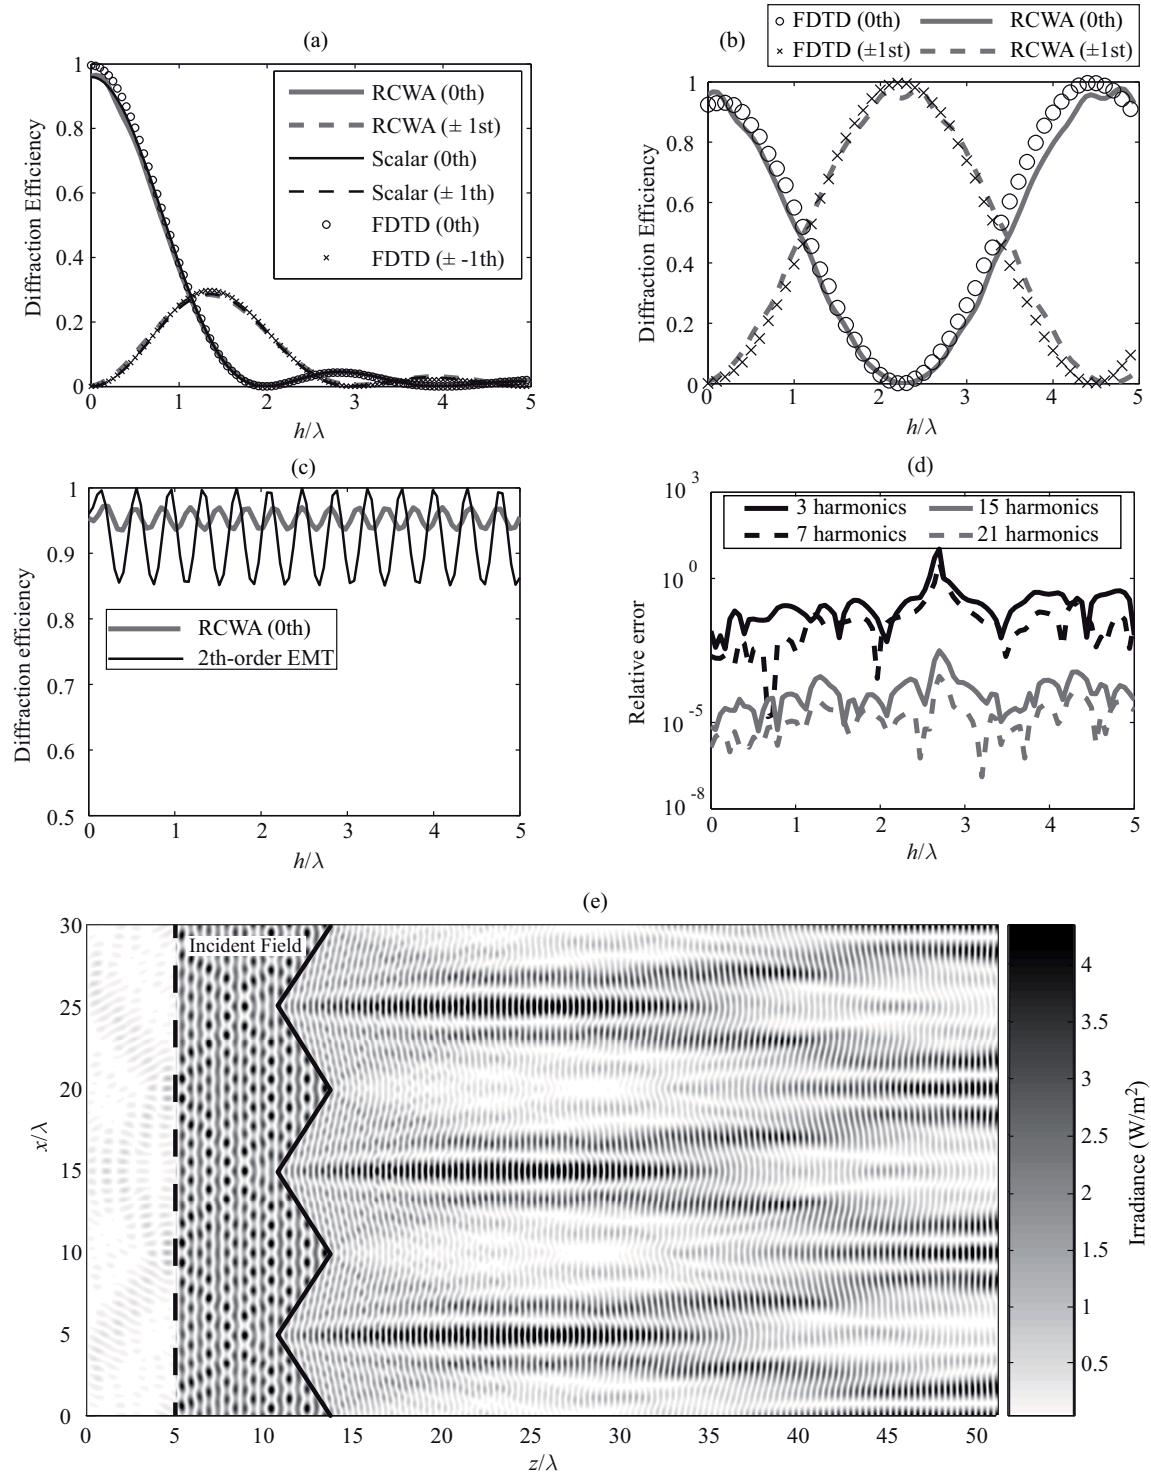 (a)
1
0.8
0.6
0.4
0.2
0
Diffraction Efficiency
RCWA (0th)
RCWA (± 1st)
Scalar (0th)
Scalar (± 1th)
FDTD (0th)
FDTD (± -1th)
0 1 2 3 4 5
h/λ
(b)
FDTD (0th) RCWA (0th)
FDTD (±1st) RCWA (±1st)
1
0.8
0.6
0.4
0.2
0
Diffraction Efficiency
0 1 2 3 4 5
h/λ
(c)
1
0.9
0.8
0.7
0.6
0.5
Diffraction efficiency
RCWA (0th)
2th-order EMT
0 1 2 3 4 5
h/λ
(d)
10 3
10 0
10 -5
10 -8
Relative error
3 harmonics 15 harmonics
7 harmonics 21 harmonics
0 1 2 3 4 5
h/λ
(e)
30
25
20
15
10
5
0
x/λ
Incident Field
0 5 10 15 20 25 30 35 40 45 50
z/λ
4
3.5
3
2.5
2
1.5
1
0.5
Irradiance (W/m²)